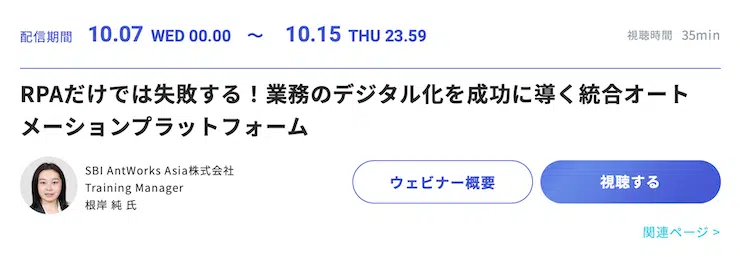 配信期間 10.07 WED 00.00 〜 10.15 THU 23.59 視聴時間 35min
RPAだけでは失敗する！業務のデジタル化を成功に導く統合オート
メーションプラットフォーム
SBI AntWorks Asia株式会社
Training Manager
根岸 純 氏
ウェビナー概要 視聴する
関連ページ >